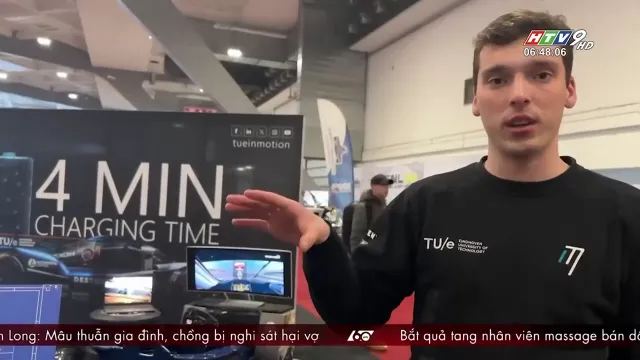 HTV9 HD
06:48:06
tueinmotion
4 MIN
CHARGING TIME
TU/e EINDHOVEN
UNIVERSITY OF
TECHNOLOGY
TU/e
Long: Mâu thuẫn gia đình, chồng bị nghi sát hại vợ
60
Bắt quả tang nhân viên massage bán